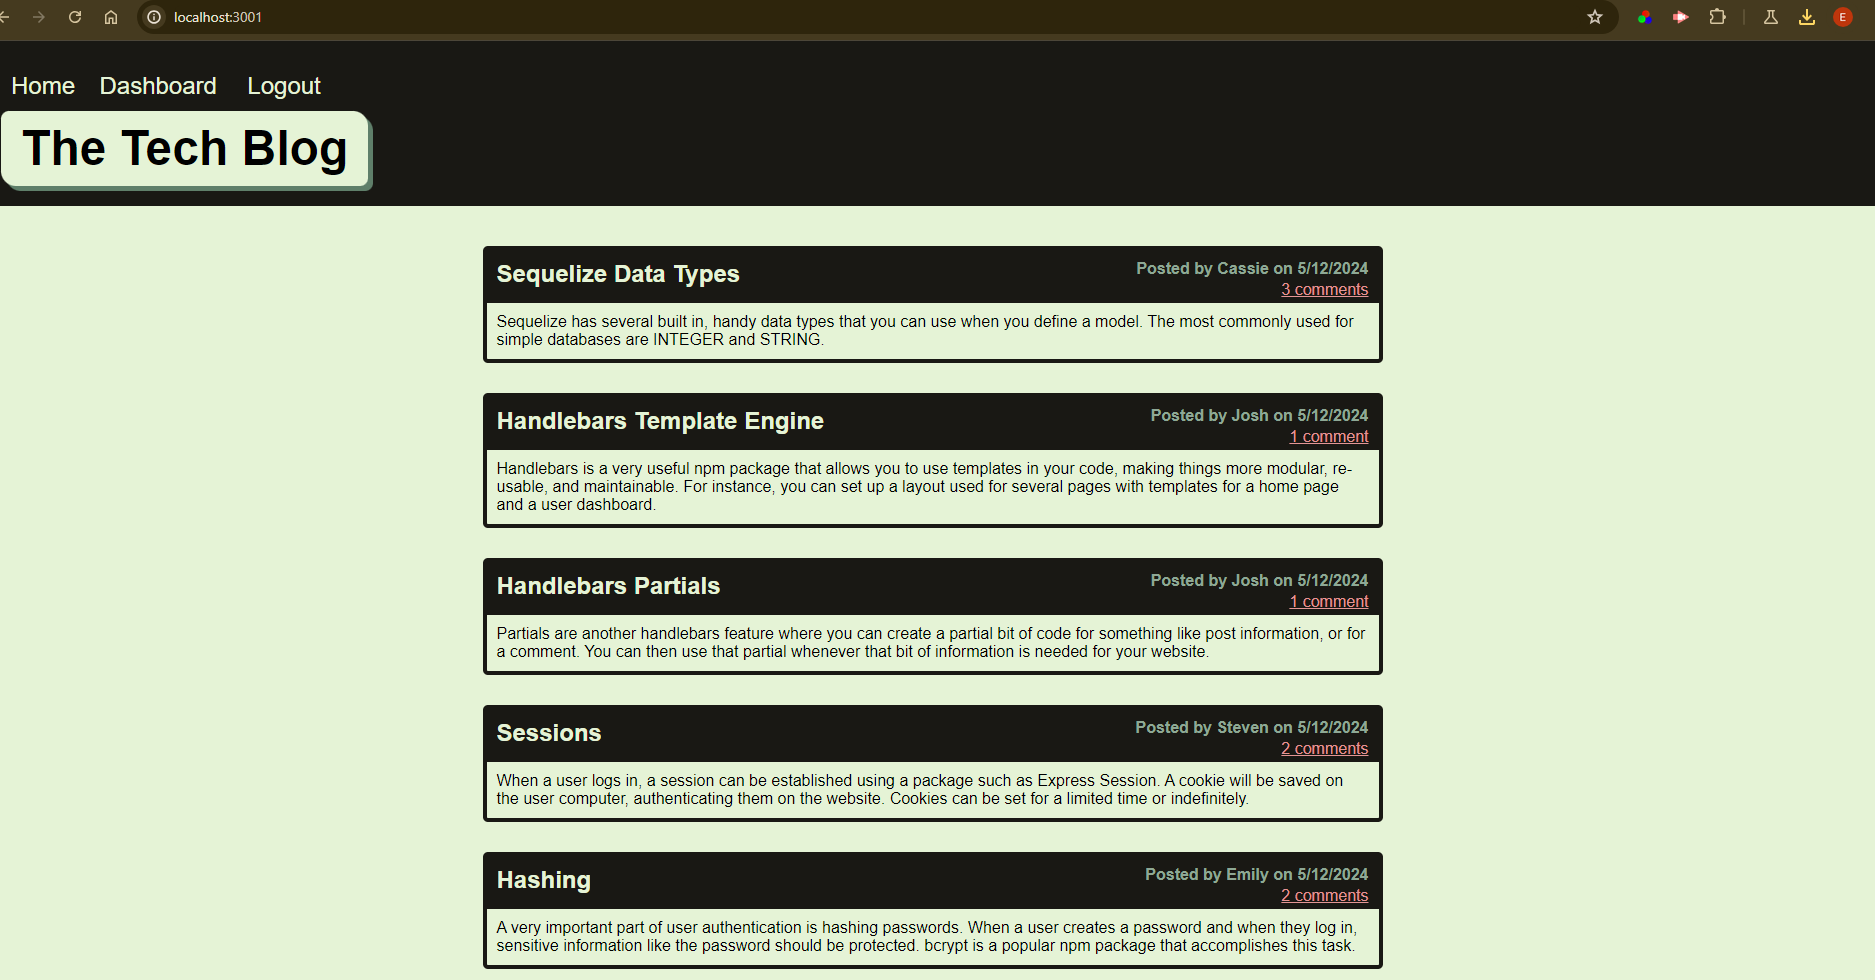 localhost:3001
E
Home Dashboard Logout
The Tech Blog
Sequelize Data Types
Posted by Cassie on 5/12/2024
3 comments
Sequelize has several built in, handy data types that you can use when you define a model. The most commonly used for
simple databases are INTEGER and STRING.
Handlebars Template Engine
Posted by Josh on 5/12/2024
1 comment
Handlebars is a very useful npm package that allows you to use templates in your code, making things more modular, re-
usable, and maintainable. For instance, you can set up a layout used for several pages with templates for a home page
and a user dashboard.
Handlebars Partials
Posted by Josh on 5/12/2024
1 comment
Partials are another handlebars feature where you can create a partial bit of code for something like post information, or for
a comment. You can then use that partial whenever that bit of information is needed for your website.
Sessions
Posted by Steven on 5/12/2024
2 comments
When a user logs in, a session can be established using a package such as Express Session. A cookie will be saved on
the user computer, authenticating them on the website. Cookies can be set for a limited time or indefinitely.
Hashing
Posted by Emily on 5/12/2024
2 comments
A very important part of user authentication is hashing passwords. When a user creates a password and when they log in,
sensitive information like the password should be protected. bcrypt is a popular npm package that accomplishes this task.